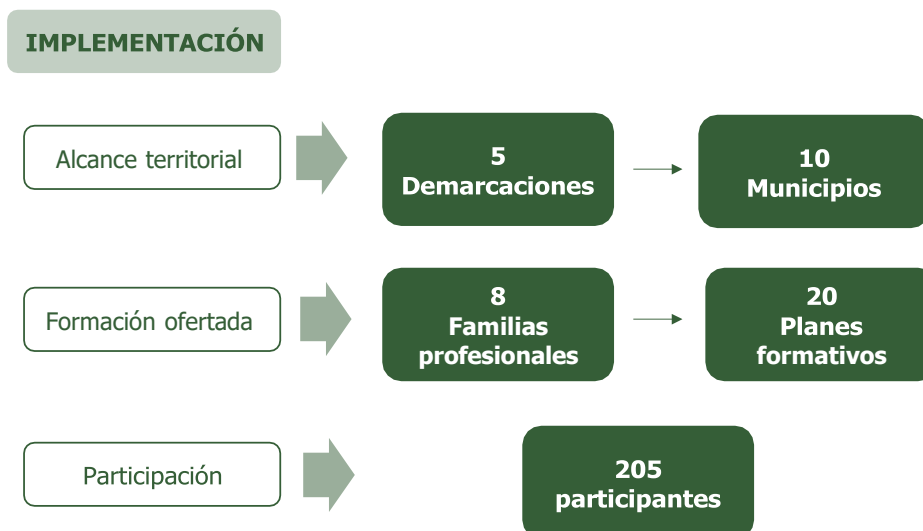 IMPLEMENTACIÓN
Alcance territorial
5
Demarcaciones
10
Municipios
Formación ofertada
8
Familias
profesionales
20
Planes
formativos
Participación
205
participantes